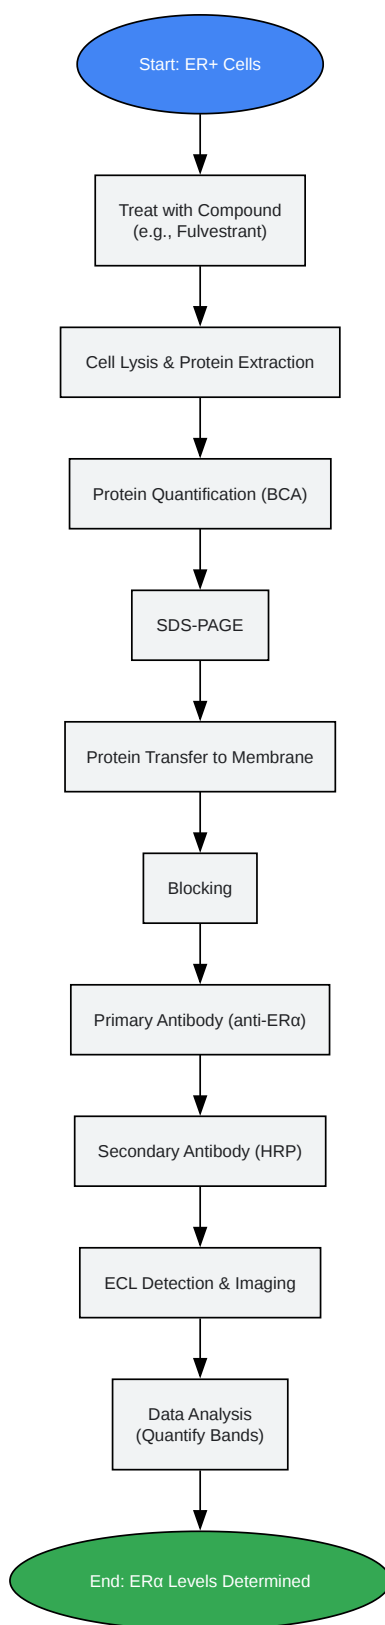 Start: ER+ Cells
Treat with Compound
(e.g., Fulvestrant)
Cell Lysis & Protein Extraction
Protein Quantification (BCA)
SDS-PAGE
Protein Transfer to Membrane
Blocking
Primary Antibody (anti-ERα)
Secondary Antibody (HRP)
ECL Detection & Imaging
Data Analysis
(Quantify Bands)
End: ERα Levels Determined